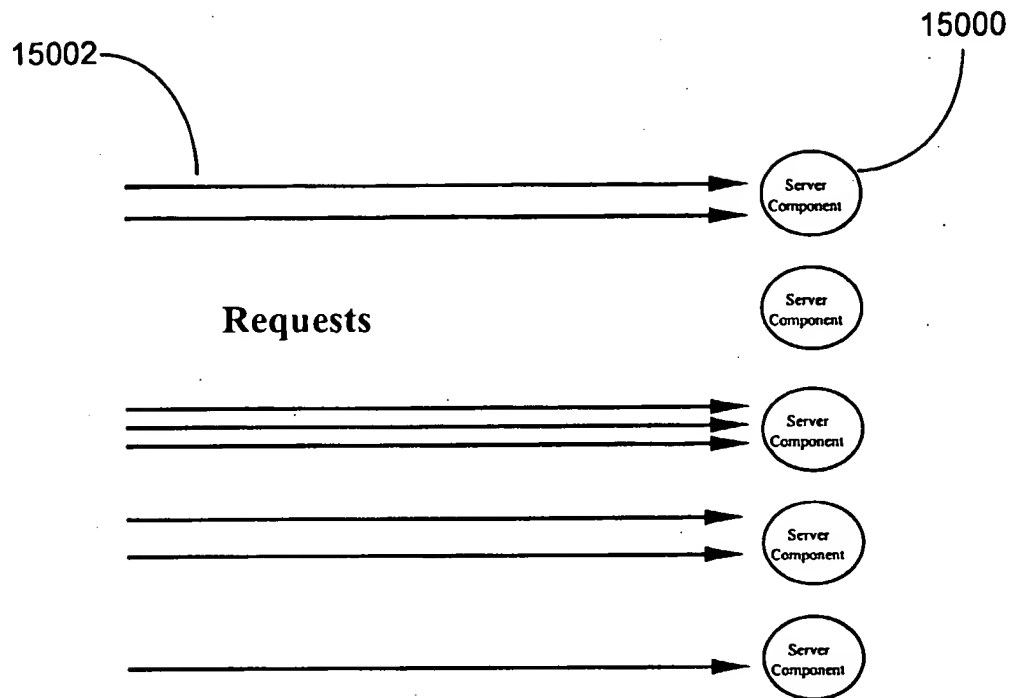 15000
15002
Server
Component
Server
Component
Requests
Server
Component
Server
Component
Server
Component